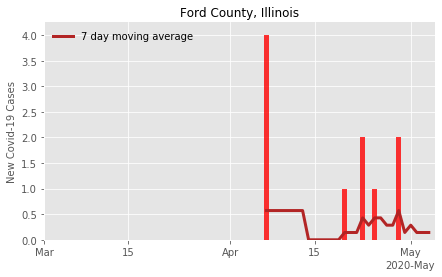 Ford County, Illinois
7 day moving average
New Covid-19 Cases
4.0
3.5
3.0
2.5
2.0
1.5
1.0
0.5
0.0
Mar 15 Apr 15 May
2020-May